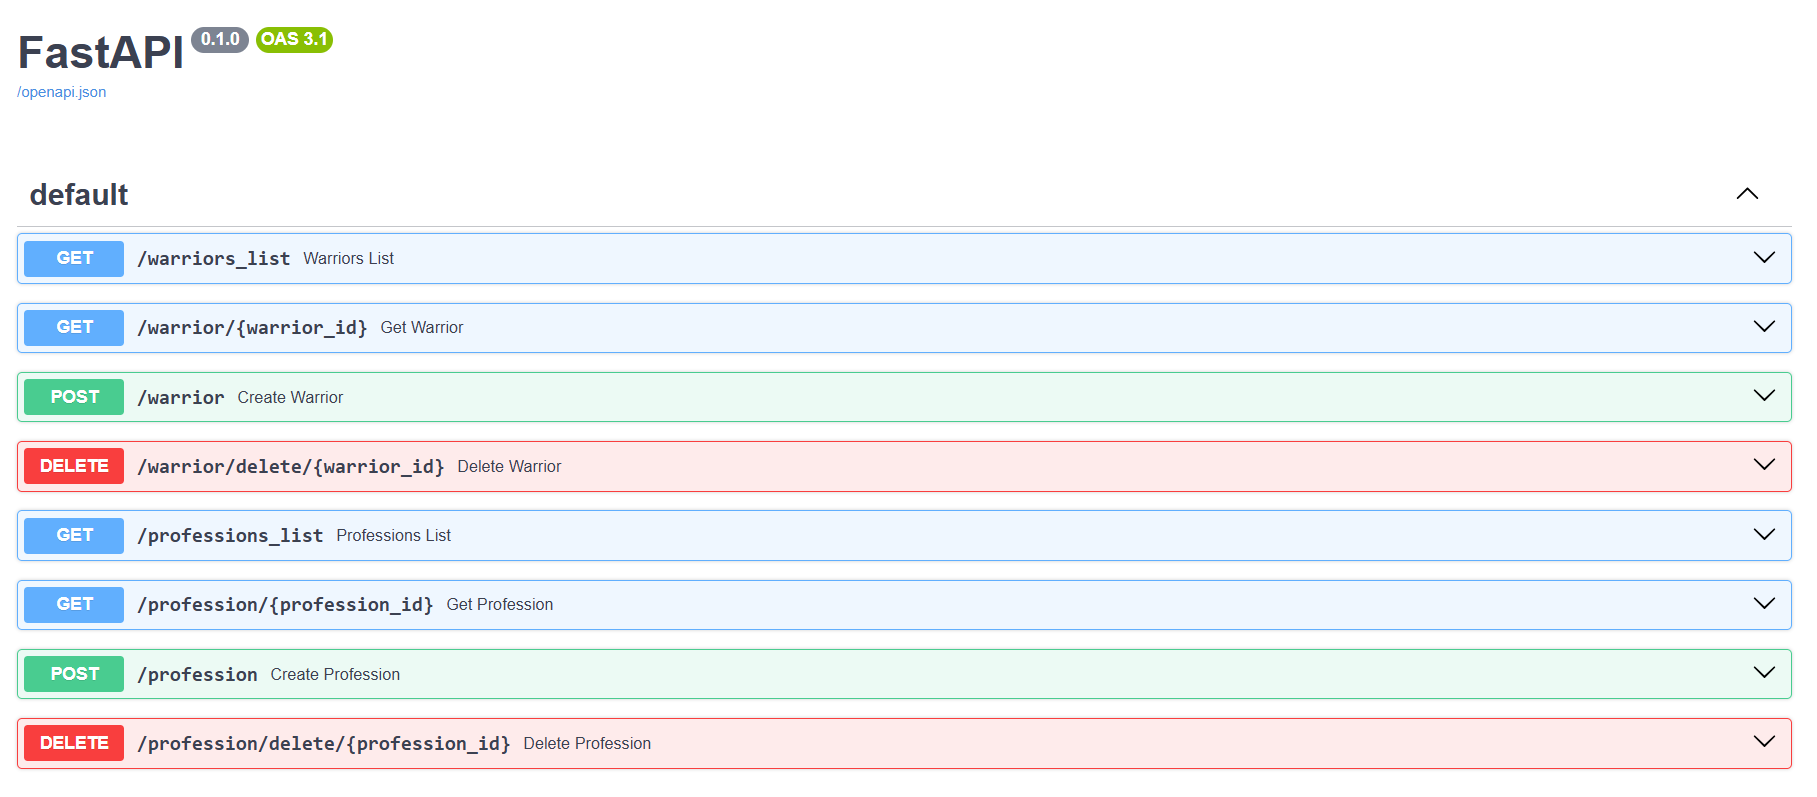 FastAPI 0.1.0 OAS 3.1
/openapi.json
default
GET /warriors_list Warriors List
GET /warrior/{warrior_id} Get Warrior
POST /warrior Create Warrior
DELETE /warrior/delete/{warrior_id} Delete Warrior
GET /professions_list Professions List
GET /profession/{profession_id} Get Profession
POST /profession Create Profession
DELETE /profession/delete/{profession_id} Delete Profession